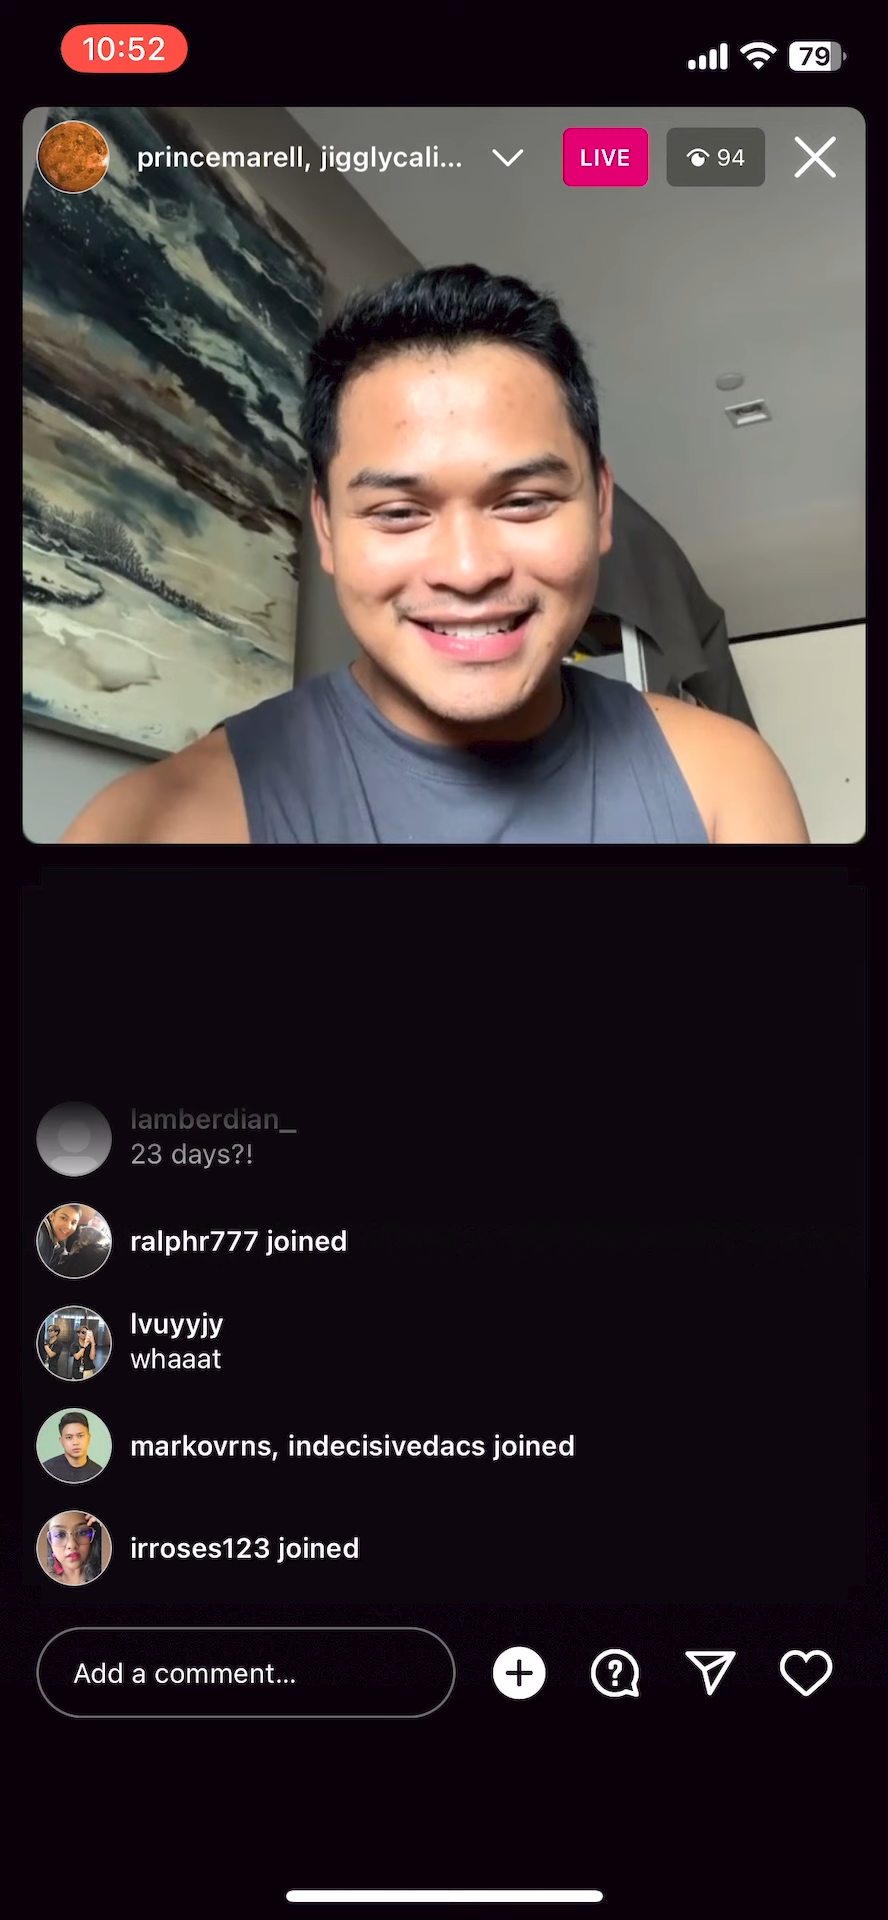 10:52
79
princemarell, jigglycali...
LIVE
94
lamberdian_
23 days?!
ralphr777 joined
lvuyyjy
whaaat
markovrns, indecisivedacs joined
irroses123 joined
Add a comment...